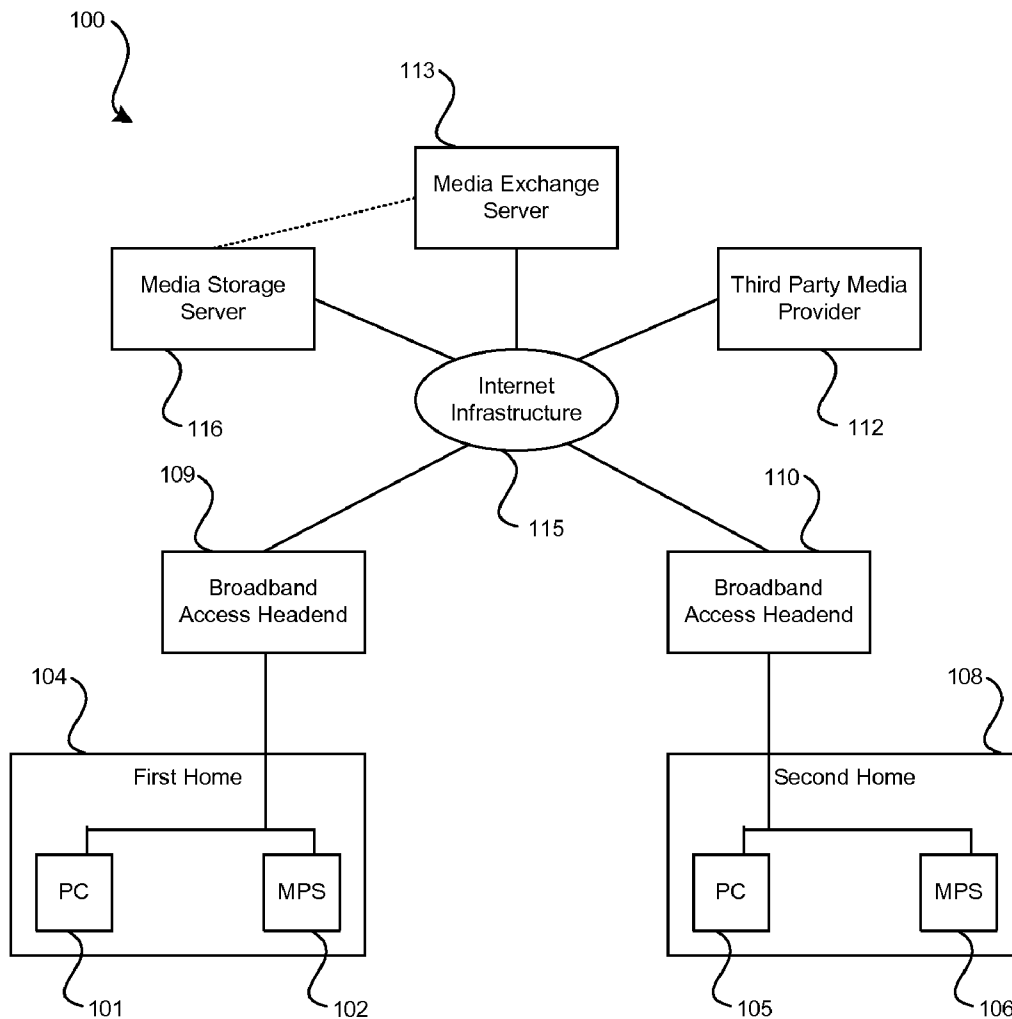 100
113
Media Exchange
Server
Media Storage
Server
Third Party Media
Provider
Internet
Infrastructure
116
112
109
110
115
Broadband
Access Headend
Broadband
Access Headend
104
108
First Home
Second Home
PC
MPS
PC
MPS
101
102
105
106